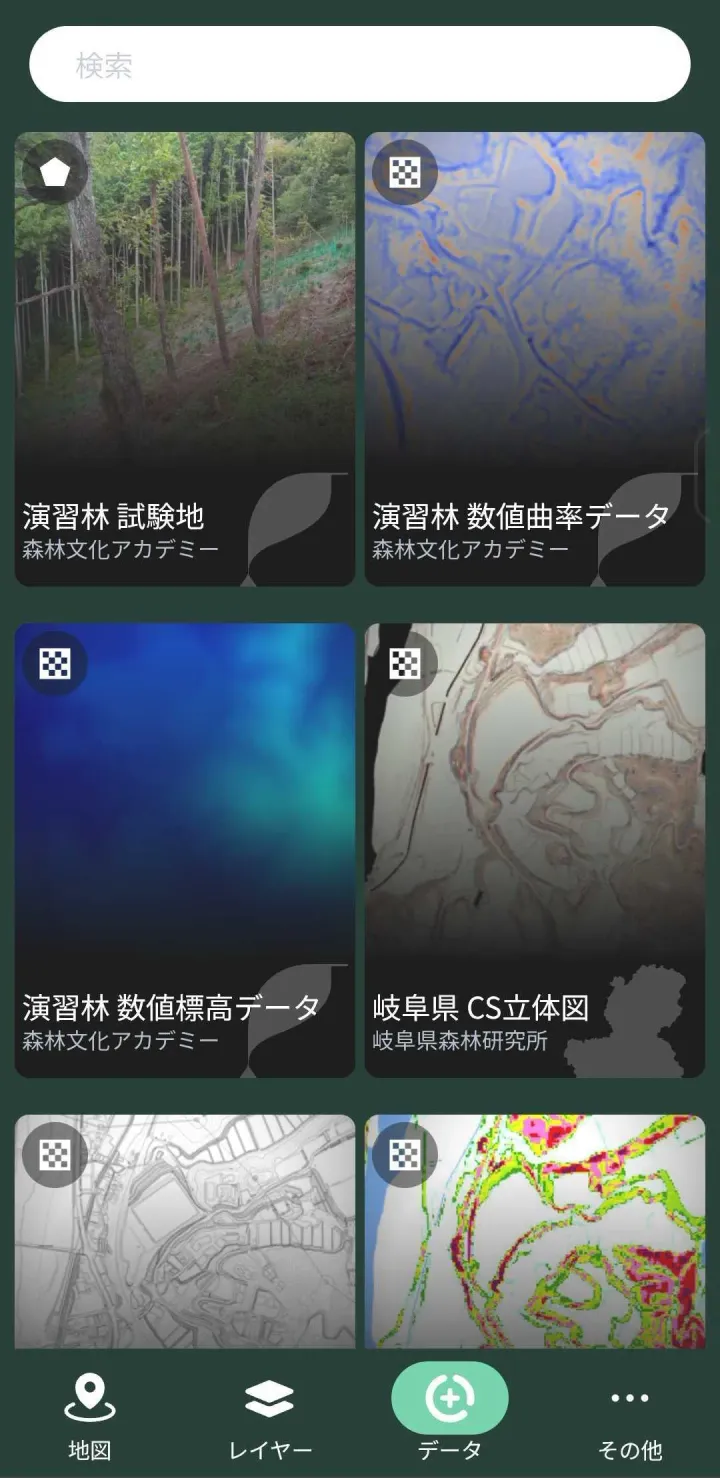 検索
演習林 試験地
森林文化アカデミー
演習林 数値曲率データ
森林文化アカデミー
演習林 数値標高データ
森林文化アカデミー
岐阜県 CS立体図
岐阜県森林研究所
地図
レイヤー
データ
その他